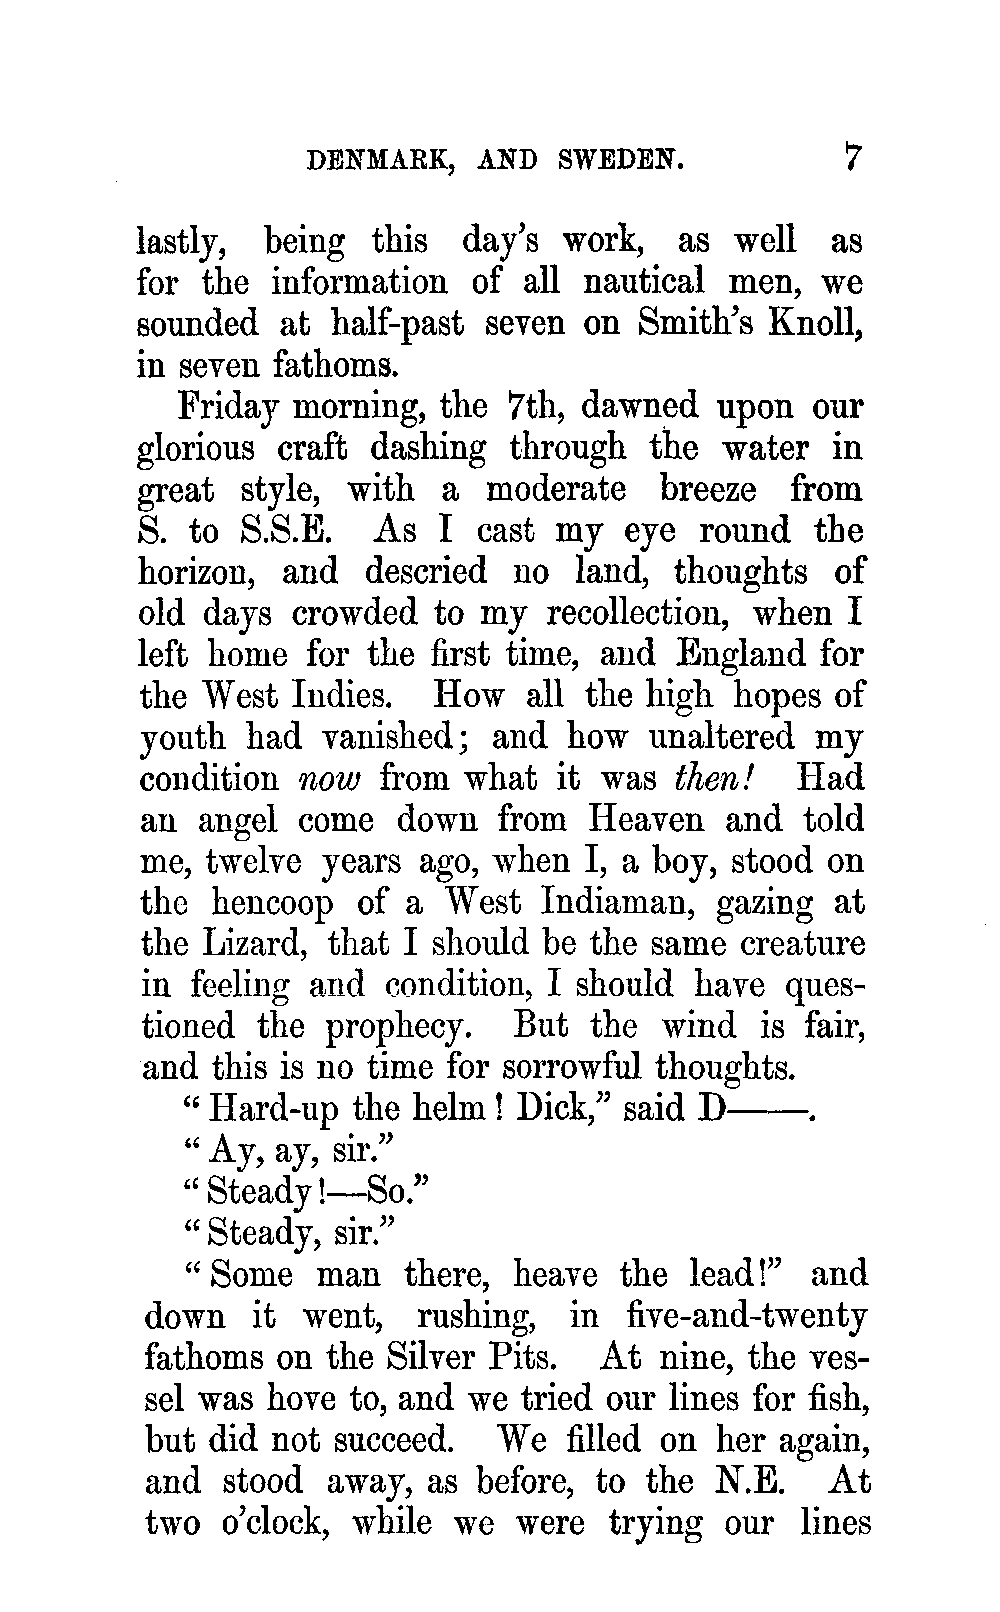 DENMARK, AND SWEDEN. 7
lastly, being this day's work, as well as
for the information of all nautical men, we
sounded at half-past seven on Smith's Knoll,
in seven fathoms.
Friday morning, the 7th, dawned upon our
glorious craft dashing through the water in
great style, with a moderate breeze from
S. to S.S.E. As I cast my eye round the
horizon, and descried no land, thoughts of
old days crowded to my recollection, when I
left home for the first time, and England for
the West Indies. How all the high hopes of
youth had vanished; and how unaltered my
condition now from what it was then! Had
an angel come down from Heaven and told
me, twelve years ago, when I, a boy, stood on
the hencoop of a West Indiaman, gazing at
the Lizard, that I should be the same creature
in feeling and condition, I should have ques-
tioned the prophecy. But the wind is fair,
and this is no time for sorrowful thoughts.
"Hard-up the helm! Dick," said D——.
"Ay, ay, sir."
"Steady!—So."
"Steady, sir."
"Some man there, heave the lead!" and
down it went, rushing, in five-and-twenty
fathoms on the Silver Pits. At nine, the ves-
sel was hove to, and we tried our lines for fish,
but did not succeed. We filled on her again,
and stood away, as before, to the N.E. At
two o'clock, while we were trying our lines